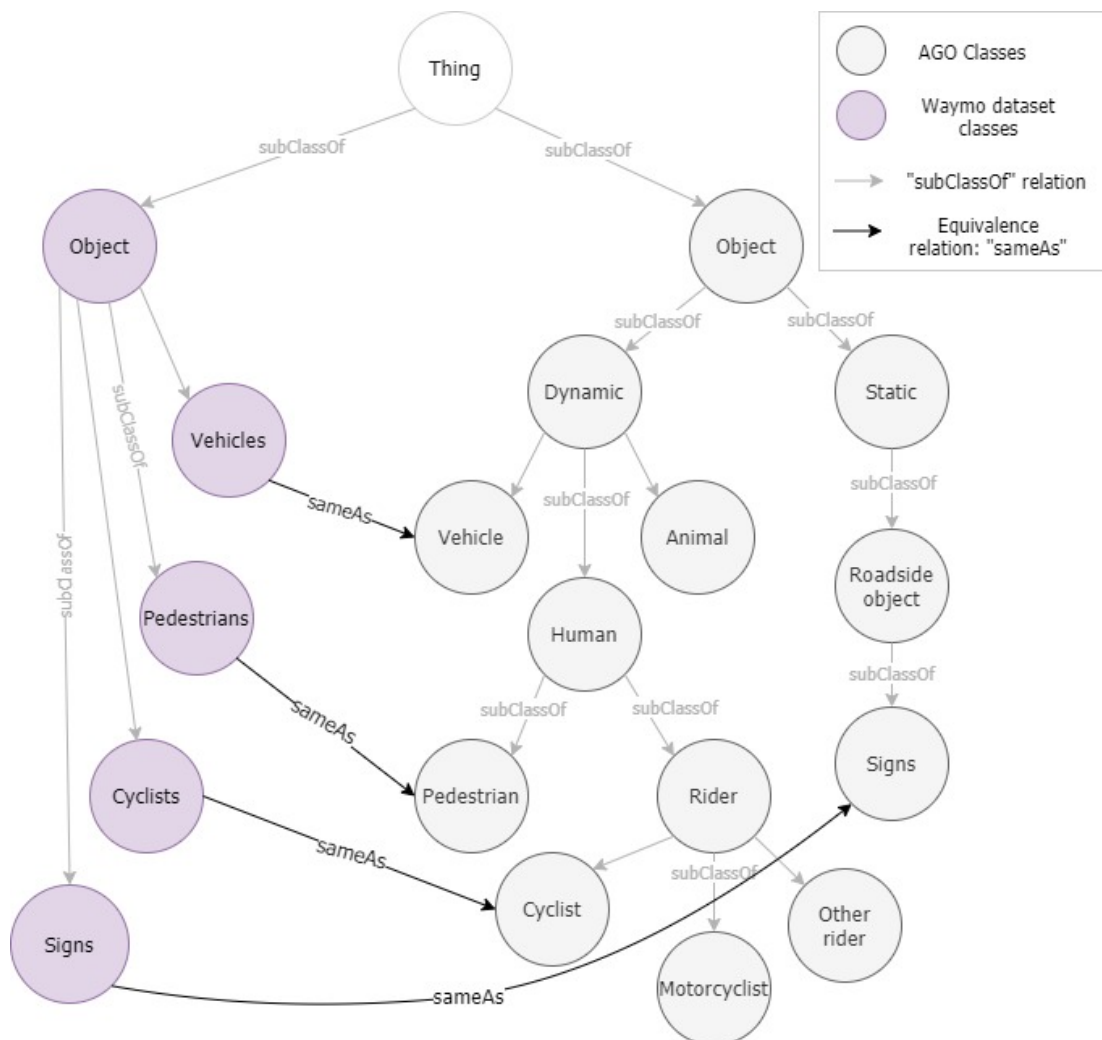 Thing
AGO Classes
Waymo dataset
classes
"subClassOf" relation
Equivalence
relation: "sameAs"
subClassOf
subClassOf
Object
Object
subClassOf
subClassOf
Dynamic
Static
subClassOf
Vehicles
subClassOf
subClassOf
sameAs
Vehicle
Animal
subClassOf
Roadside
object
Pedestrians
Human
subClassOf
subClassOf
subClassOf
sameAs
Signs
Cyclists
Pedestrian
Rider
sameAs
subClassOf
Cyclist
Other
rider
Signs
Motorcyclist
sameAs